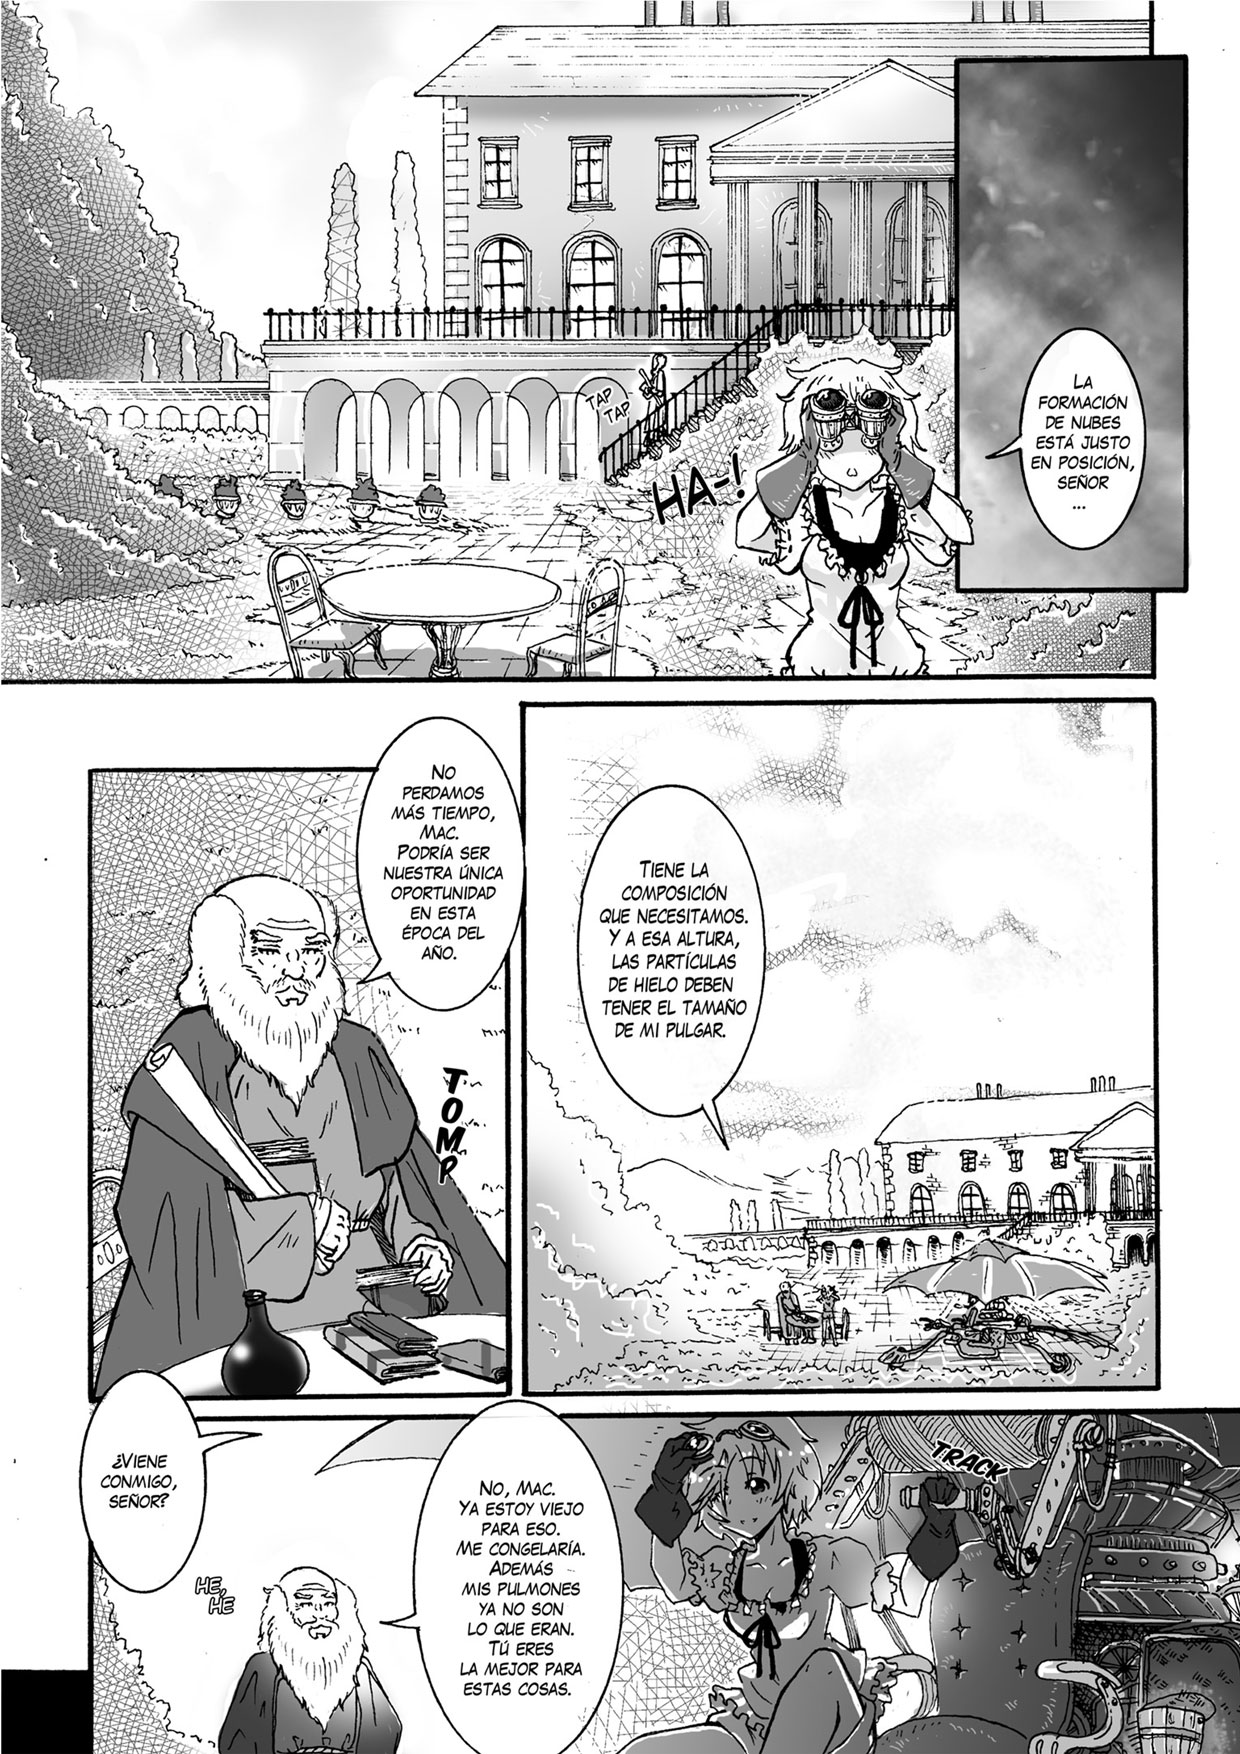 LA
FORMACIÓN
DE NUBES
ESTÁ JUSTO
EN POSICIÓN,
SEÑOR
...
TAP
TAP
HA-!
NO
PERDAMOS
MÁS TIEMPO,
MAC.
PODRÍA SER
NUESTRA ÚNICA
OPORTUNIDAD
EN ESTA
ÉPOCA DEL
AÑO.
TOMP
TIENE LA
COMPOSICIÓN
QUE NECESITAMOS.
Y A ESA ALTURA,
LAS PARTÍCULAS
DE HIELO DEBEN
TENER EL TAMAÑO
DE MI PULGAR.
¿VIENE
CONMIGO,
SEÑOR?
HE,
HE
NO, MAC.
YA ESTOY VIEJO
PARA ESO.
ME CONGELARÍA.
ADEMÁS
MIS PULMONES
YA NO SON
LO QUE ERAN.
TÚ ERES
LA MEJOR PARA
ESTAS COSAS.
TRACK